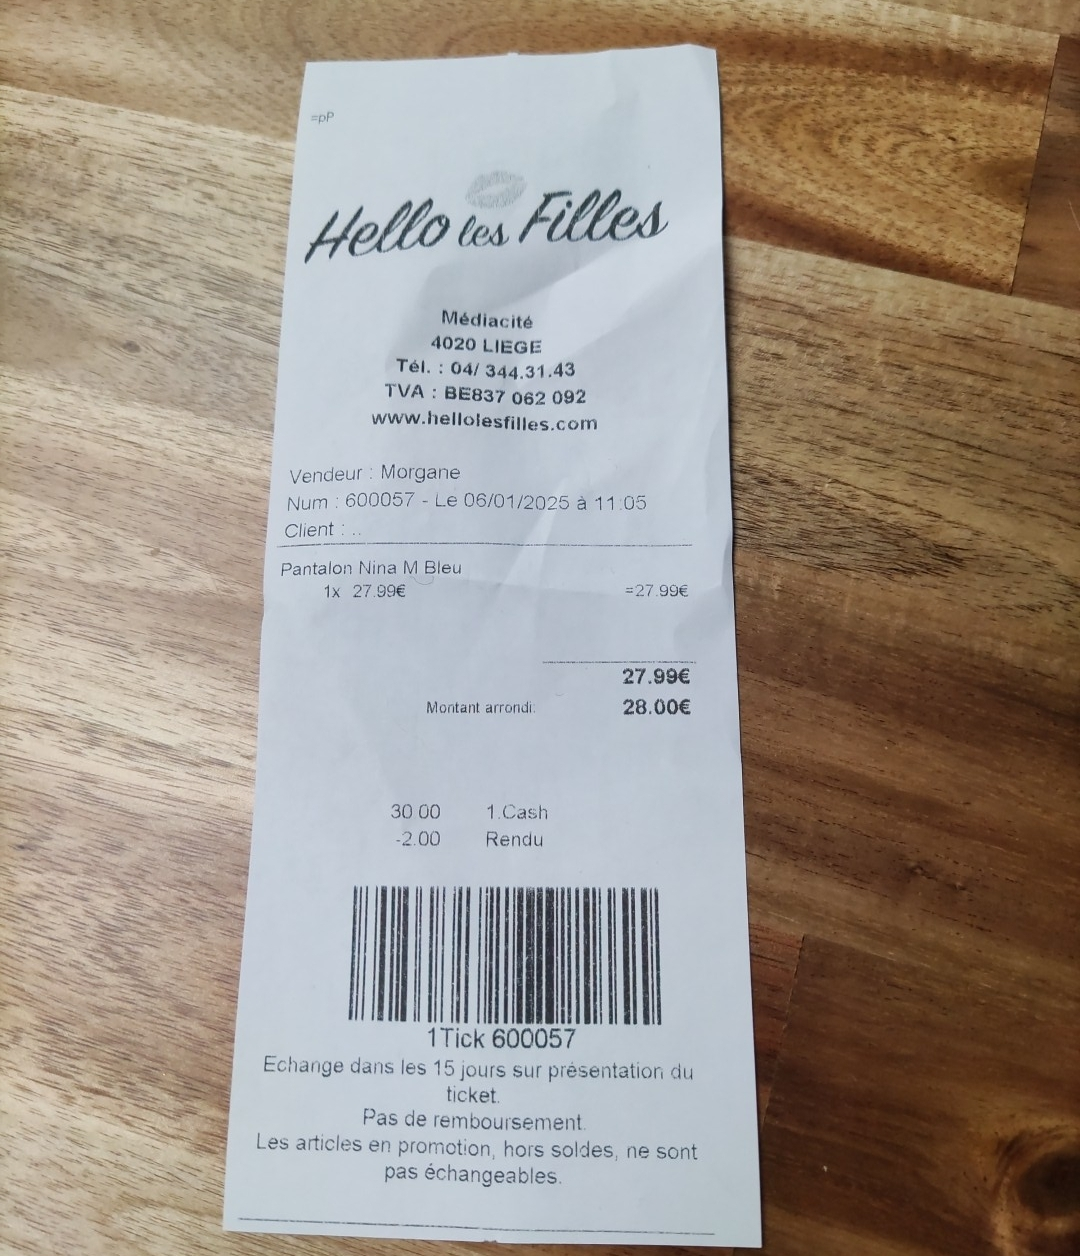 =pP
Hello les Filles
Médiacité
4020 LIEGE
Tél. : 04/ 344.31.43
TVA : BE837 062 092
www.hellolesfilles.com
Vendeur : Morgane
Num : 600057 - Le 06/01/2025 à 11:05
Client : ..
Pantalon Nina M Bleu
1x 27.99€ =27.99€
27.99€
Montant arrondi: 28.00€
30.00 1.Cash
-2.00 Rendu
1Tick 600057
Echange dans les 15 jours sur présentation du
ticket.
Pas de remboursement.
Les articles en promotion, hors soldes, ne sont
pas échangeables.